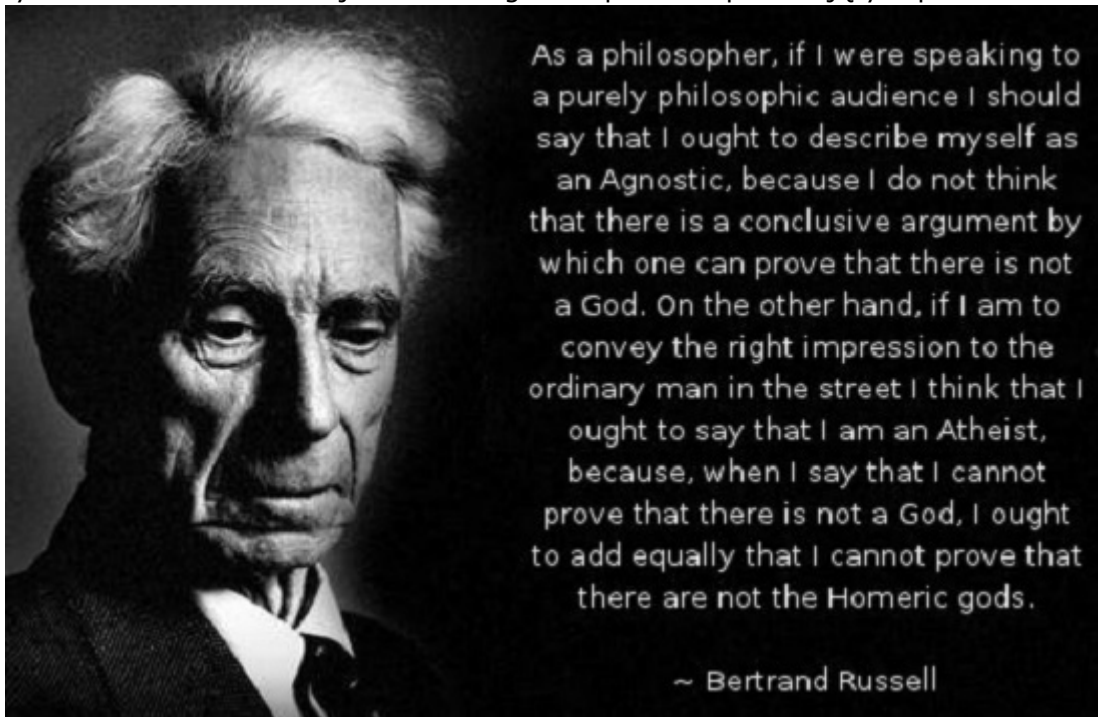 As a philosopher, if I were speaking to
a purely philosophic audience I should
say that I ought to describe myself as
an Agnostic, because I do not think
that there is a conclusive argument by
which one can prove that there is not
a God. On the other hand, if I am to
convey the right impression to the
ordinary man in the street I think that I
ought to say that I am an Atheist,
because, when I say that I cannot
prove that there is not a God, I ought
to add equally that I cannot prove that
there are not the Homeric gods.
~ Bertrand Russell